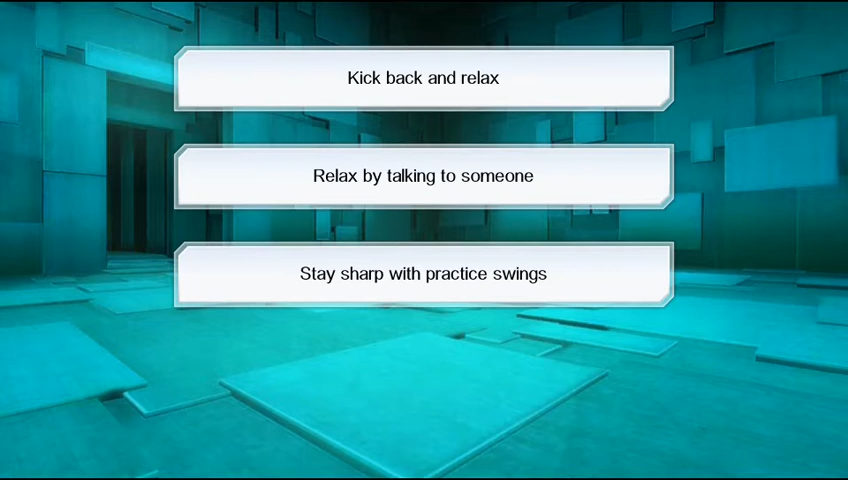 Kick back and relax
Relax by talking to someone
Stay sharp with practice swings